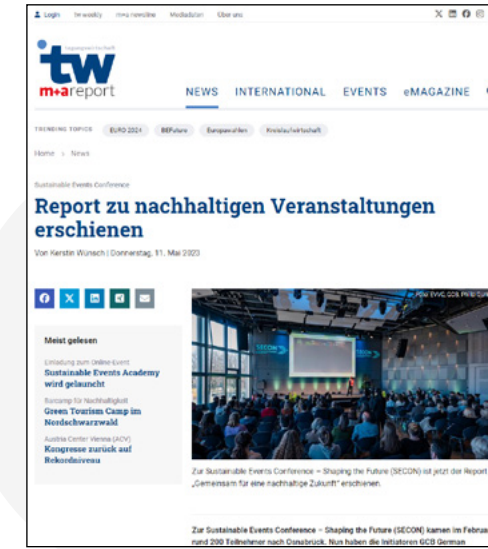 Login tw weekly m+a newsline Mediadaten Über uns
tagungswirtschaft
tw
m+areport
NEWS INTERNATIONAL EVENTS eMAGAZINE
TRENDING TOPICS EURO 2024 BEFuture Europawahlen Kreislaufwirtschaft
Home > News
Sustainable Events Conference
Report zu nachhaltigen Veranstaltungen
erschienen
Von Kerstin Wünsch | Donnerstag, 11. Mai 2023
Meist gelesen
Einladung zum Online-Event
Sustainable Events Academy
wird gelauncht
Barcamp für Nachhaltigkeit
Green Tourism Camp im
Nordschwarzwald
Austria Center Vienna (ACV)
Kongresse zurück auf
Rekordniveau
SECON
Zur Sustainable Events Conference – Shaping the Future (SECON) ist jetzt der Report
„Gemeinsam für eine nachhaltige Zukunft“ erschienen.
Zur Sustainable Events Conference – Shaping the Future (SECON) kamen im Februar
rund 200 Teilnehmer nach Osnabrück. Nun haben die Initiatoren GCB German